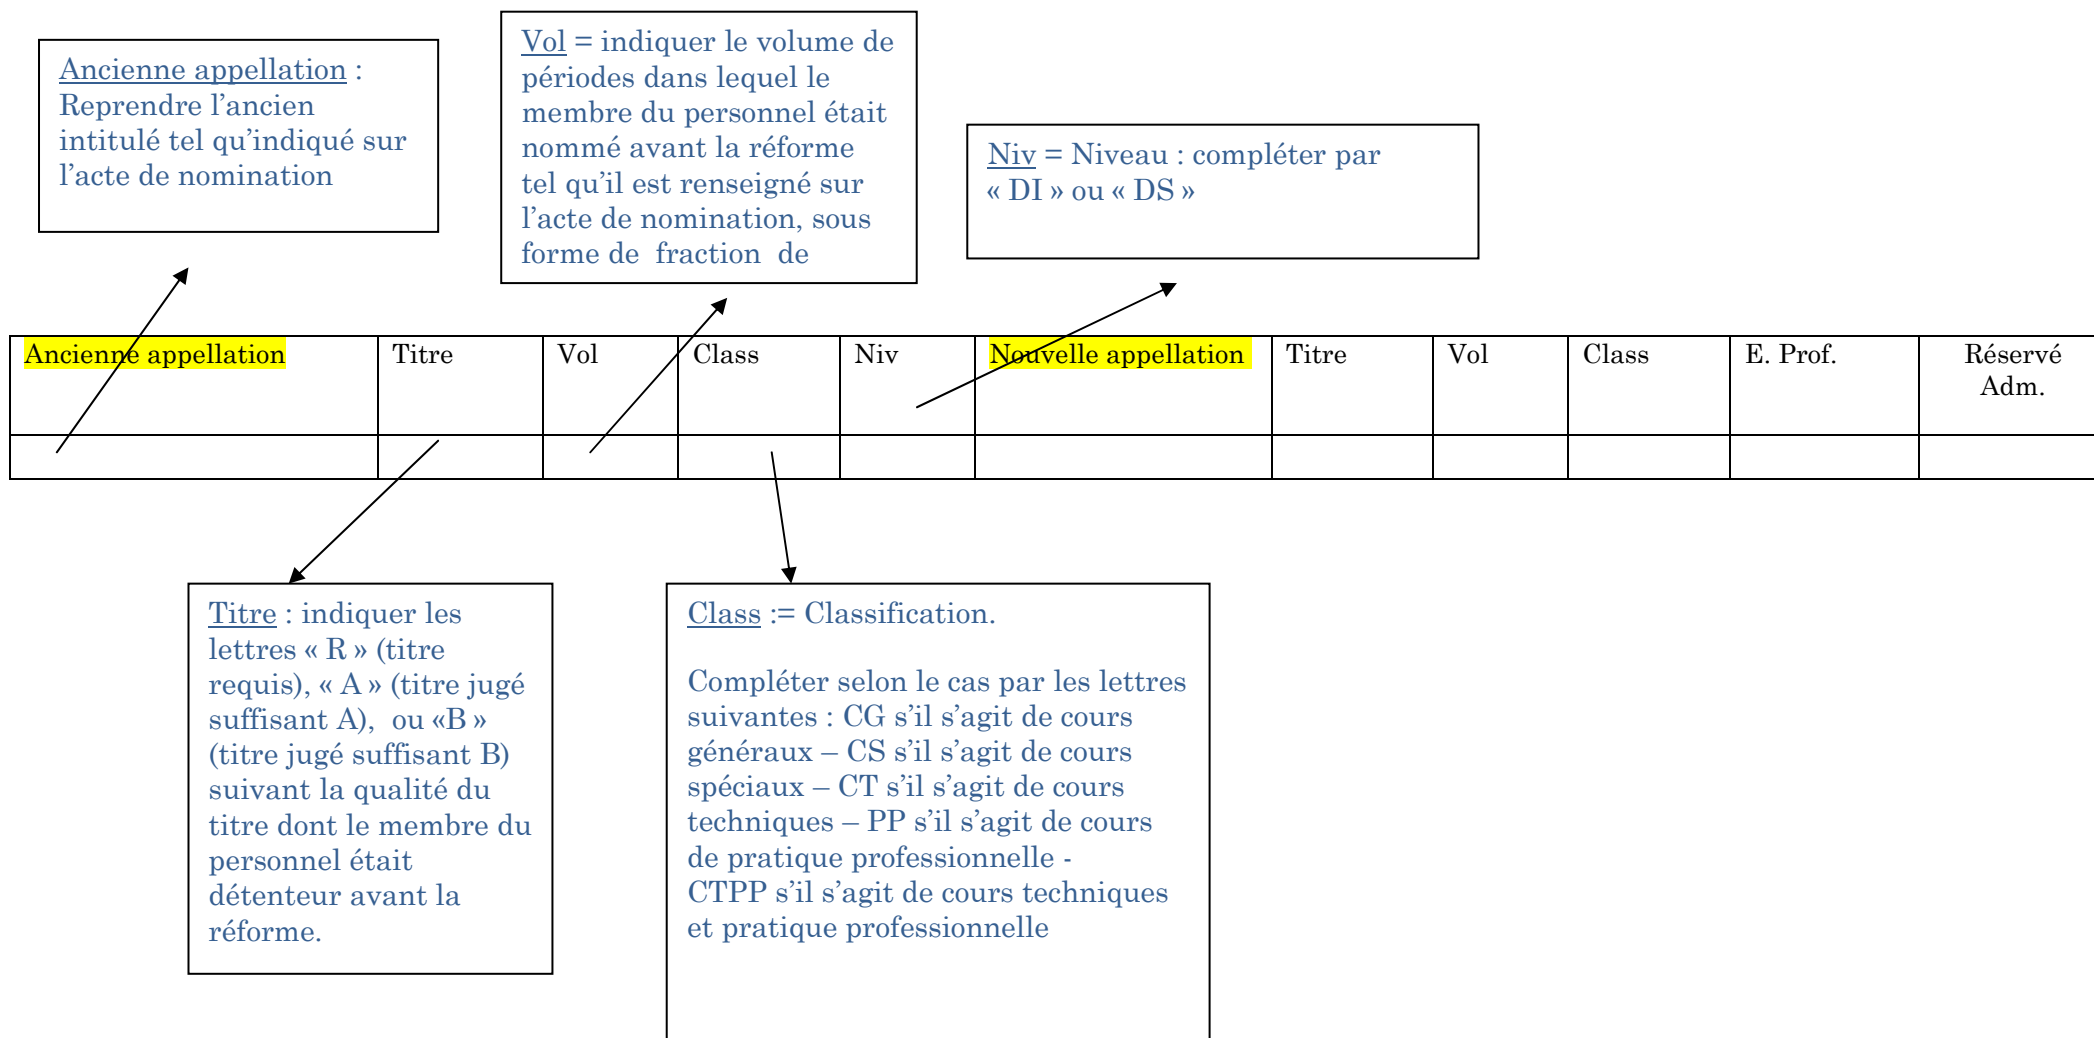 Ancienne appellation :
Reprendre l’ancien
intitulé tel qu’indiqué sur
l’acte de nomination
Vol = indiquer le volume de
périodes dans lequel le
membre du personnel était
nommé avant la réforme
tel qu’il est renseigné sur
l’acte de nomination, sous
forme de  fraction  de
Niv = Niveau : compléter par
« DI » ou « DS »
Ancienne appellation
Titre
Vol
Class
Niv
Nouvelle appellation
Titre
Vol
Class
E. Prof.
Réservé
Adm.
Titre : indiquer les
lettres « R » (titre
requis), « A » (titre jugé
suffisant A),  ou «B »
(titre jugé suffisant B)
suivant la qualité du
titre dont le membre du
personnel était
détenteur avant la
réforme.
Class := Classification.
Compléter selon le cas par les lettres
suivantes : CG s’il s’agit de cours
généraux – CS s’il s’agit de cours
spéciaux – CT s’il s’agit de cours
techniques – PP s’il s’agit de cours
de pratique professionnelle -
CTPP s’il s’agit de cours techniques
et pratique professionnelle